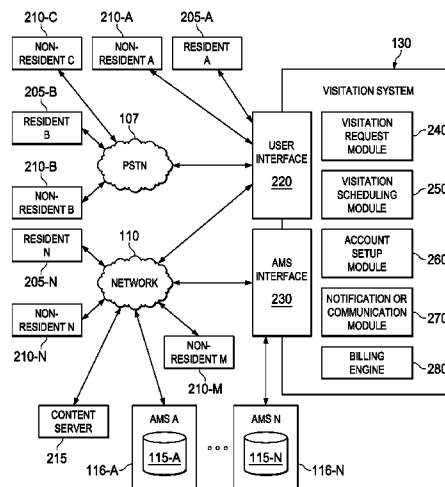 210-C
210-A
205-A
NON-
RESIDENT C
NON-
RESIDENT A
RESIDENT
A
130
205-B
107
VISITATION SYSTEM
RESIDENT
B
PSTN
USER
INTERFACE
220
VISITATION
REQUEST
MODULE
240
210-B
NON-
RESIDENT B
VISITATION
SCHEDULING
MODULE
250
110
RESIDENT
N
NETWORK
AMS
INTERFACE
230
ACCOUNT
SETUP
MODULE
260
205-N
NON-
RESIDENT N
NOTIFICATION OR
COMMUNICATION
MODULE
270
210-N
NON-
RESIDENT M
210-M
BILLING
ENGINE
280
CONTENT
SERVER
215
AMS A
115-A
116-A
AMS N
115-N
116-N